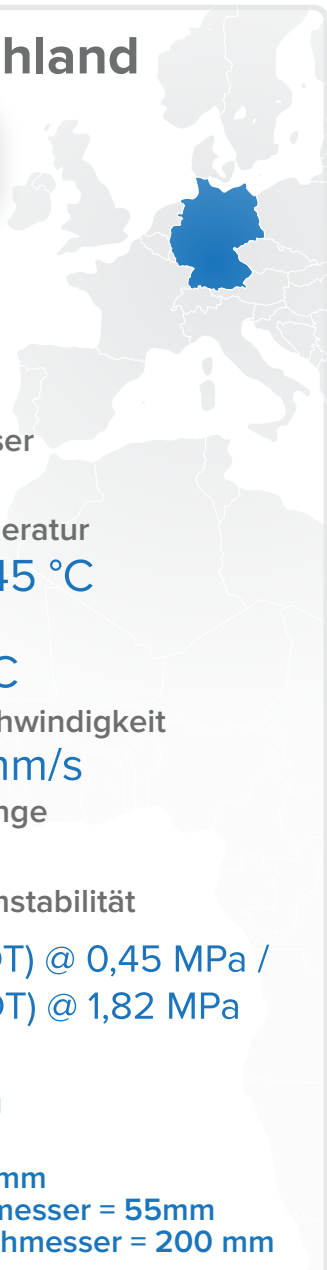 hland
ser
eratur
45 °C
C
hwindigkeit
mm/s
nge
nstabilität
DT) @ 0,45 MPa /
DT) @ 1,82 MPa
mm
messer = 55mm
chmesser = 200 mm